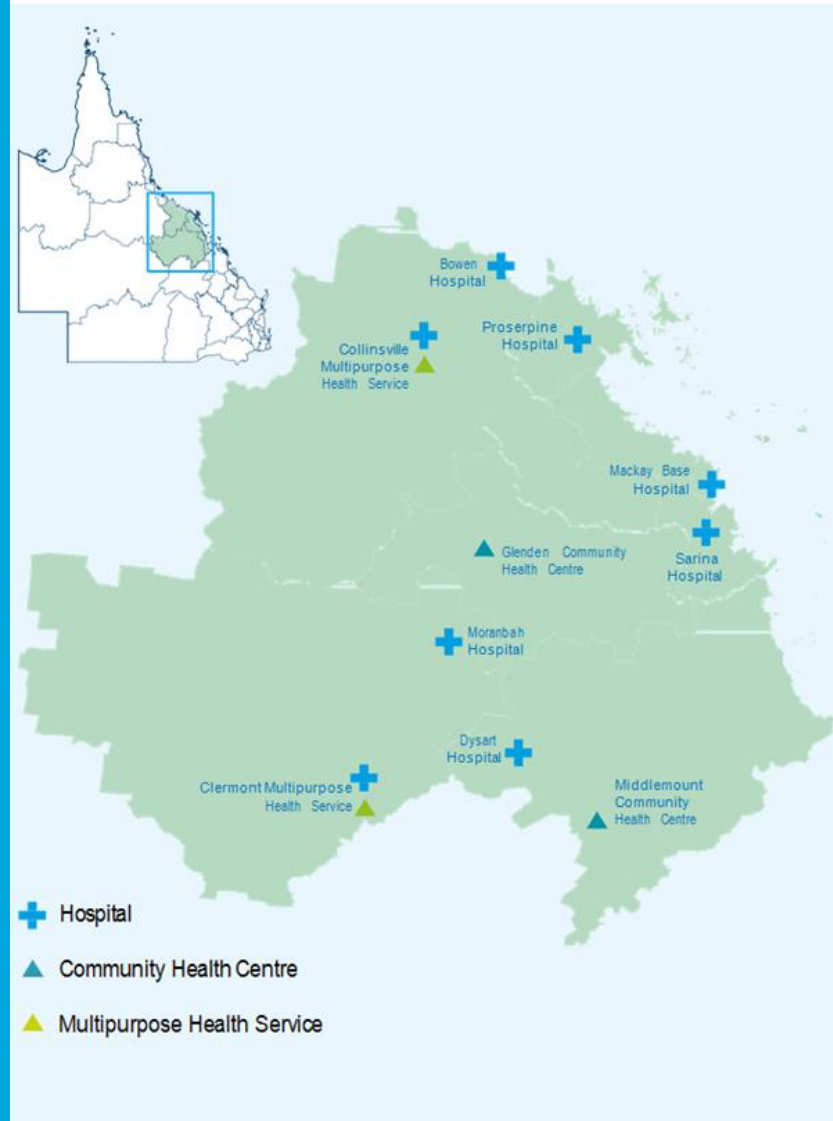 Bowen
Hospital
Proserpine
Hospital
Collinsville
Multipurpose
Health Service
Mackay Base
Hospital
Glenden Community
Health Centre
Sarina
Hospital
Moranbah
Hospital
Dysart
Hospital
Clermont Multipurpose
Health Service
Middlemount
Community
Health Centre
Hospital
Community Health Centre
Multipurpose Health Service